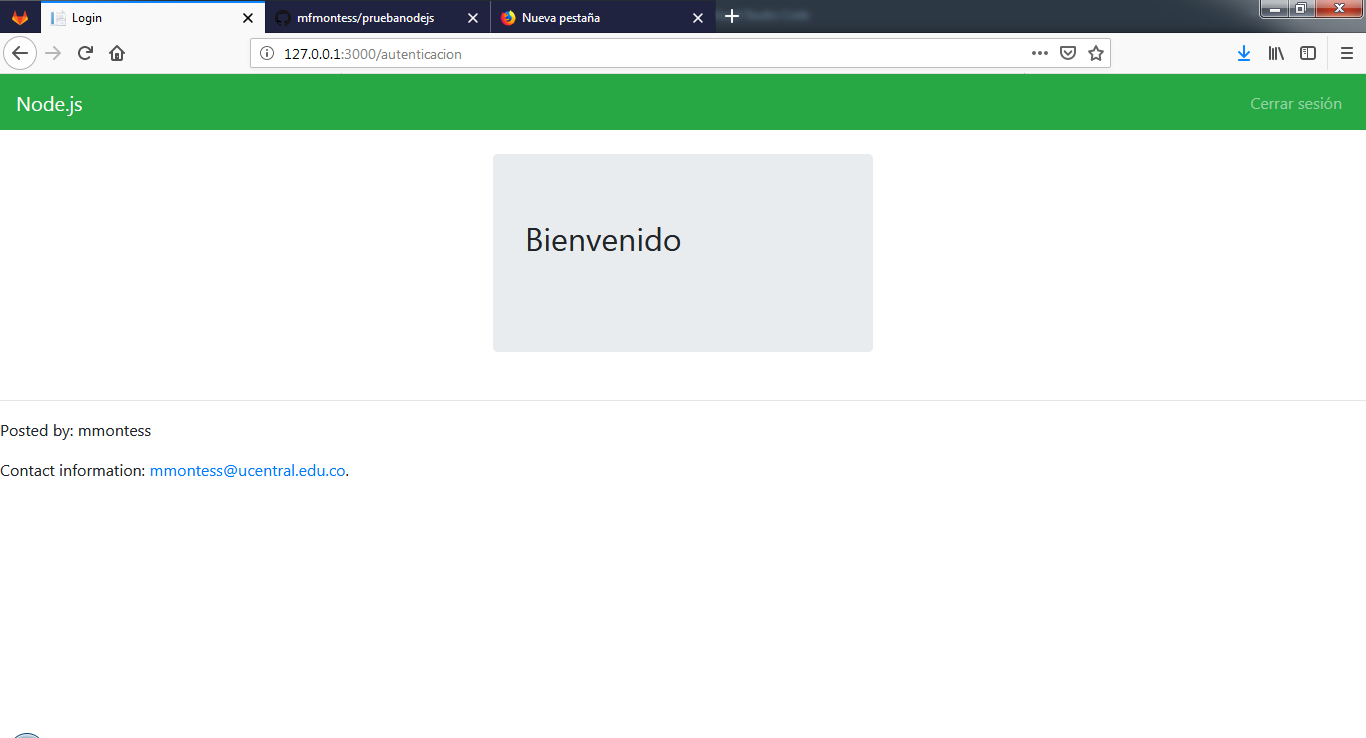 Login
mfmontess/pruebanodejs
Nueva pestaña
127.0.0.1:3000/autenticacion
Node.js
Cerrar sesión
Bienvenido
Posted by: mmontess
Contact information: mmontess@ucentral.edu.co.